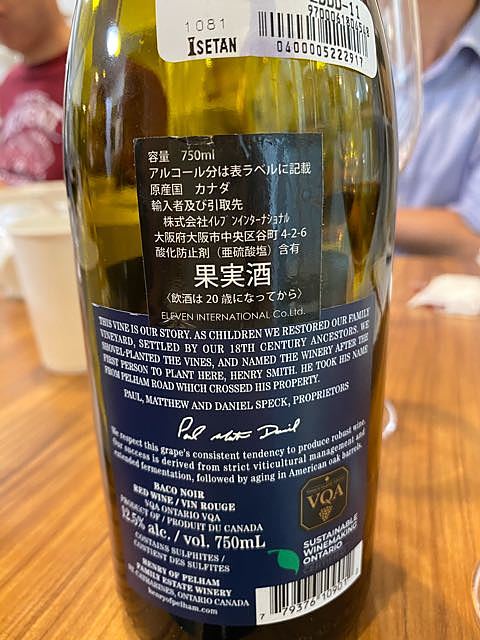 1081
ISETAN
0400005222917
容量 750ml
アルコール分は表ラベルに記載
原産国 カナダ
輸入者及び引取先
株式会社イレブンインターナショナル
大阪府大阪市中央区谷町 4-2-6
酸化防止剤(亜硫酸塩)含有
果実酒
〈飲酒は 20 歳になってから〉
ELEVEN INTERNATIONAL Co.Ltd.
THIS VINE IS OUR STORY. AS CHILDREN WE RESTORED OUR FAMILY
VINEYARD, SETTLED BY OUR 18TH CENTURY ANCESTORS. WE
SHOVEL-PLANTED THE VINES, AND NAMED THE WINERY AFTER THE
FIRST PERSON TO PLANT HERE, HENRY SMITH. HE TOOK HIS NAME
FROM PELHAM ROAD WHICH CROSSED HIS PROPERTY.
PAUL, MATTHEW AND DANIEL SPECK, PROPRIETORS
Paul Matt Daniel
We respect this grape's consistent tendency to produce robust wine.
Our success is derived from strict viticultural management and
extended fermentation, followed by aging in American oak barrels.
BACO NOIR
RED WINE / VIN ROUGE
VQA ONTARIO VQA
PRODUCT OF / PRODUIT DU CANADA
12.5% alc. / vol. 750mL
CONTAINS SULPHITES /
CONTIENT DES SULFITES
HENRY OF PELHAM
FAMILY ESTATE WINERY
ST. CATHARINES, ONTARIO CANADA
henryofpelham.com
VQA
SUSTAINABLE
WINEMAKING
ONTARIO
CERTIFIED
7 79376 10901